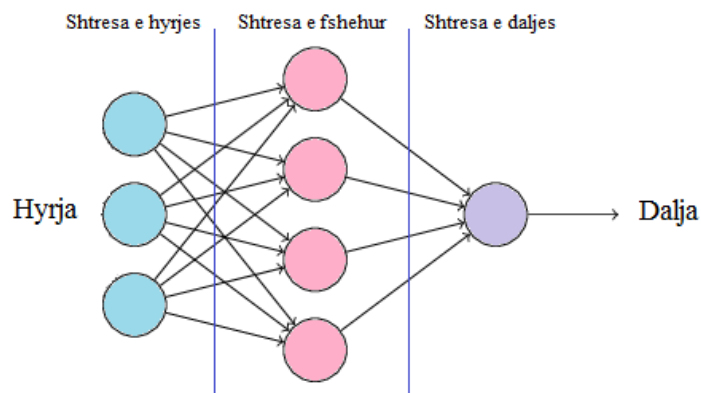 Shtresa e hyrjes
Shtresa e fshehur
Shtresa e daljes
Hyrja
Dalja